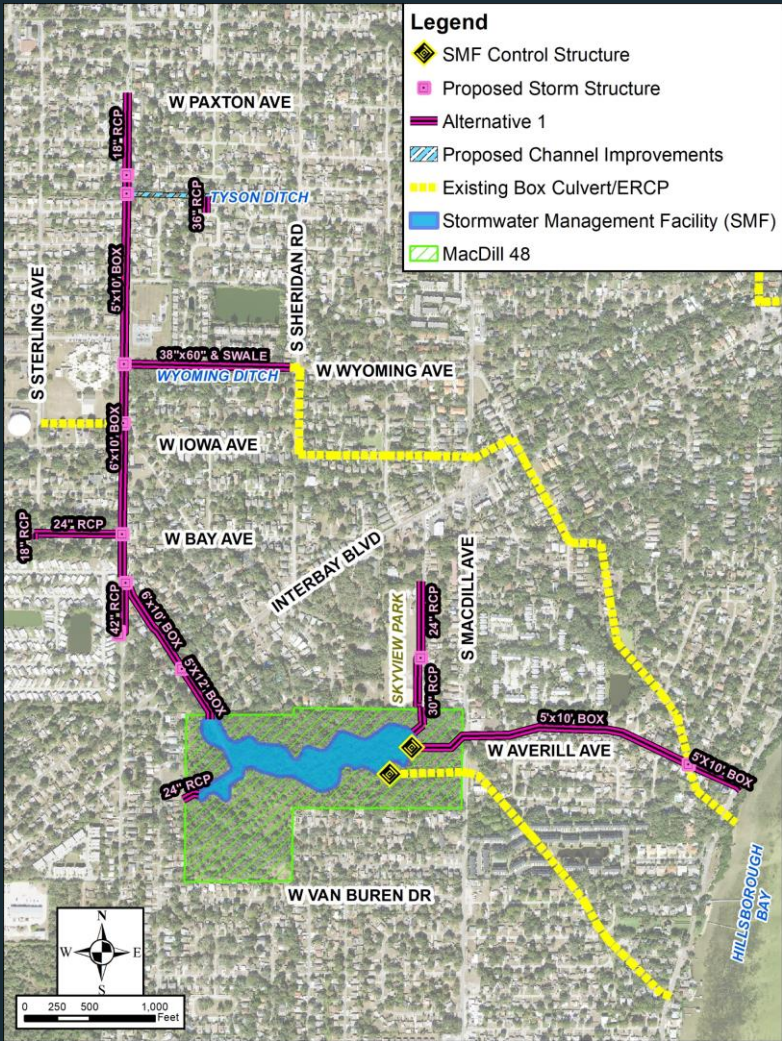 Legend
SMF Control Structure
Proposed Storm Structure
Alternative 1
Proposed Channel Improvements
Existing Box Culvert/ERCP
Stormwater Management Facility (SMF)
MacDill 48
W PAXTON AVE
18" RCP
36" RCP
TYSON DITCH
5'x10', BOX
S SHERIDAN RD
S STERLING AVE
38"x60" & SWALE
WYOMING DITCH
W WYOMING AVE
6'x10', BOX
W IOWA AVE
24" RCP
18" RCP
W BAY AVE
INTERBAY BLVD
42" RCP
6'x10' BOX
5'X12', BOX
SKYVIEW PARK
24" RCP
30" RCP
S MACDILL AVE
5'x10', BOX
W AVERILL AVE
5'X10', BOX
24" RCP
W VAN BUREN DR
HILLSBOROUGH
BAY
N
W
E
S
0 250 500 1,000
Feet